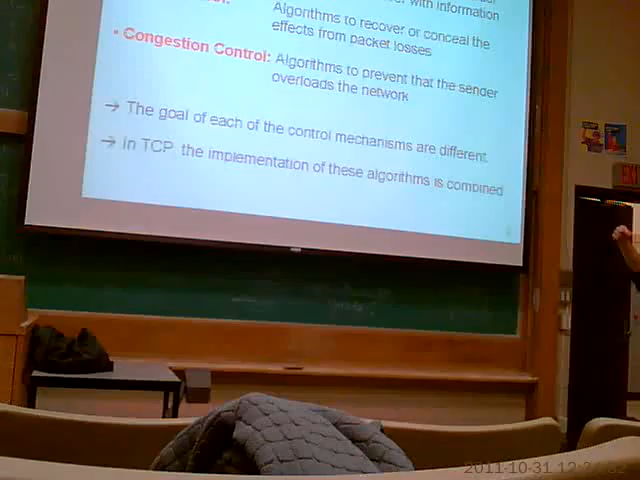 with information
Algorithms to recover or conceal the
effects from packet losses
• Congestion Control: Algorithms to prevent that the sender
overloads the network
→ The goal of each of the control mechanisms are different.
→ In TCP the implementation of these algorithms is combined
2011-10-31 12: